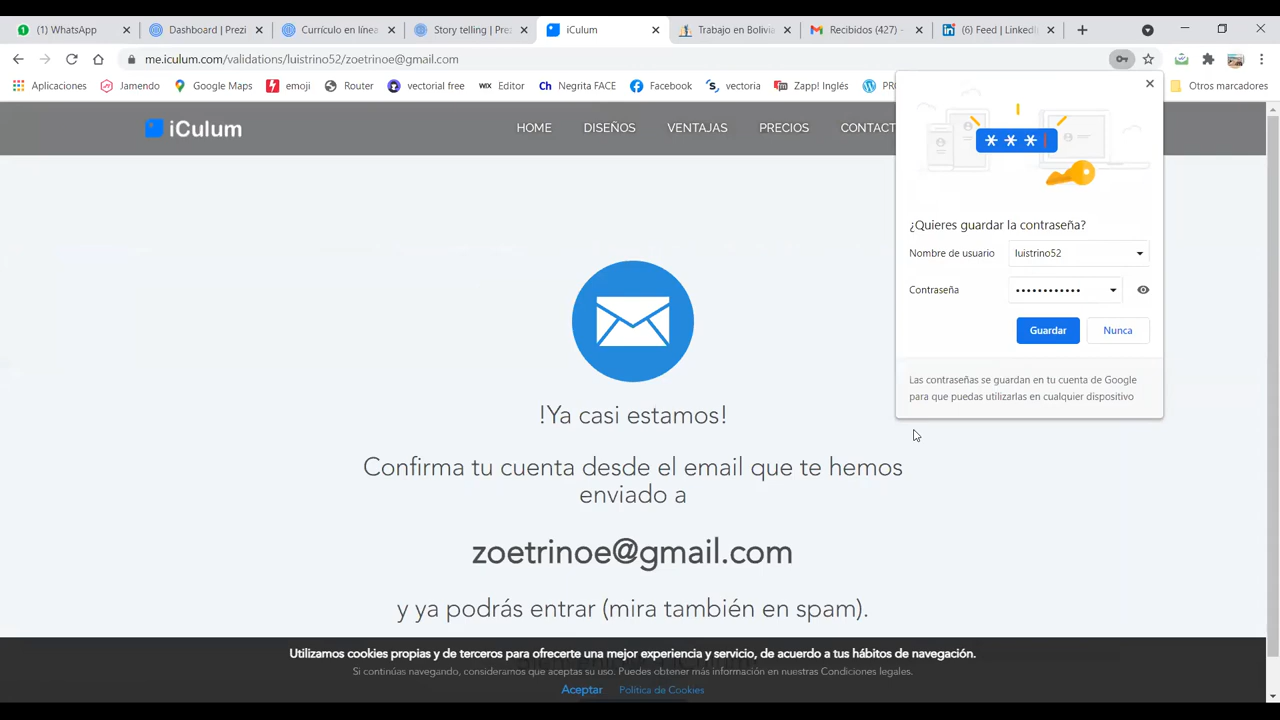 (1) WhatsApp
Dashboard | Prezi
Currículo en línea
Story telling | Prez
iCulum
Trabajo en Bolivia
Recibidos (427) -
(6) Feed | LinkedIn
me.iculum.com/validations/luistrino52/zoetrinoe@gmail.com
Aplicaciones
Jamendo
Google Maps
emoji
Router
vectorial freé
WIX Editor
Ch Negrita FACE
Facebook
vectoria
Zapp! Inglés
Otros marcadores
iCulum
HOME DISEÑOS VENTAJAS PRECIOS CONTACT
* * *
¿Quieres guardar la contraseña?
Nombre de usuario luistrino52
Contraseña ••••••••••••
Guardar Nunca
Las contraseñas se guardan en tu cuenta de Google
para que puedas utilizarlas en cualquier dispositivo
!Ya casi estamos!
Confirma tu cuenta desde el email que te hemos
enviado a
zoetrinoe@gmail.com
y ya podrás entrar (mira también en spam).
Utilizamos cookies propias y de terceros para ofrecerte una mejor experiencia y servicio, de acuerdo a tus hábitos de navegación.
Si continúas navegando, consideramos que aceptas su uso. Puedes obtener más información en nuestras Condiciones legales.
Aceptar Política de Cookies